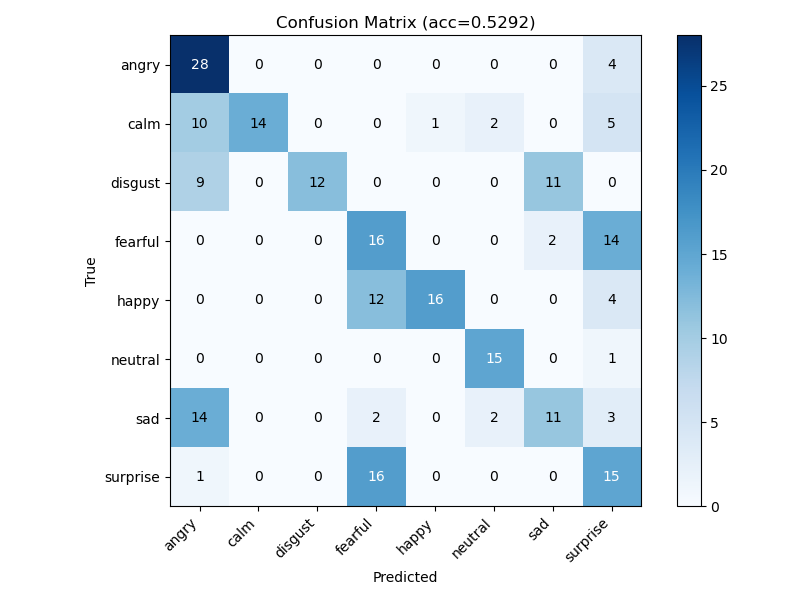 Confusion Matrix (acc=0.5292)
angry 28 0 0 0 0 0 0 4
calm 10 14 0 0 1 2 0 5
disgust 9 0 12 0 0 0 11 0
fearful 0 0 0 16 0 0 2 14
happy 0 0 0 12 16 0 0 4
neutral 0 0 0 0 0 15 0 1
sad 14 0 0 2 0 2 11 3
surprise 1 0 0 16 0 0 0 15
True
angry calm disgust fearful happy neutral sad surprise
Predicted
25
20
15
10
5
0